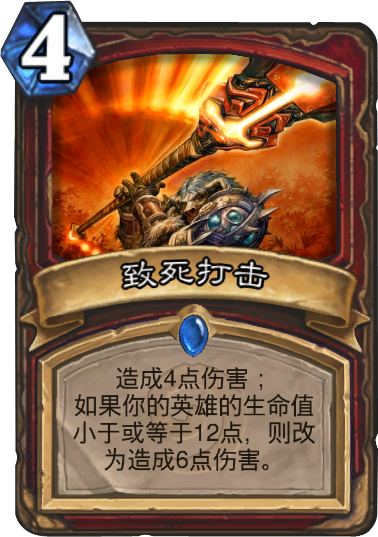 4
致死打击
造成4点伤害；
如果你的英雄的生命值
小于或等于12点，则改
为造成6点伤害。